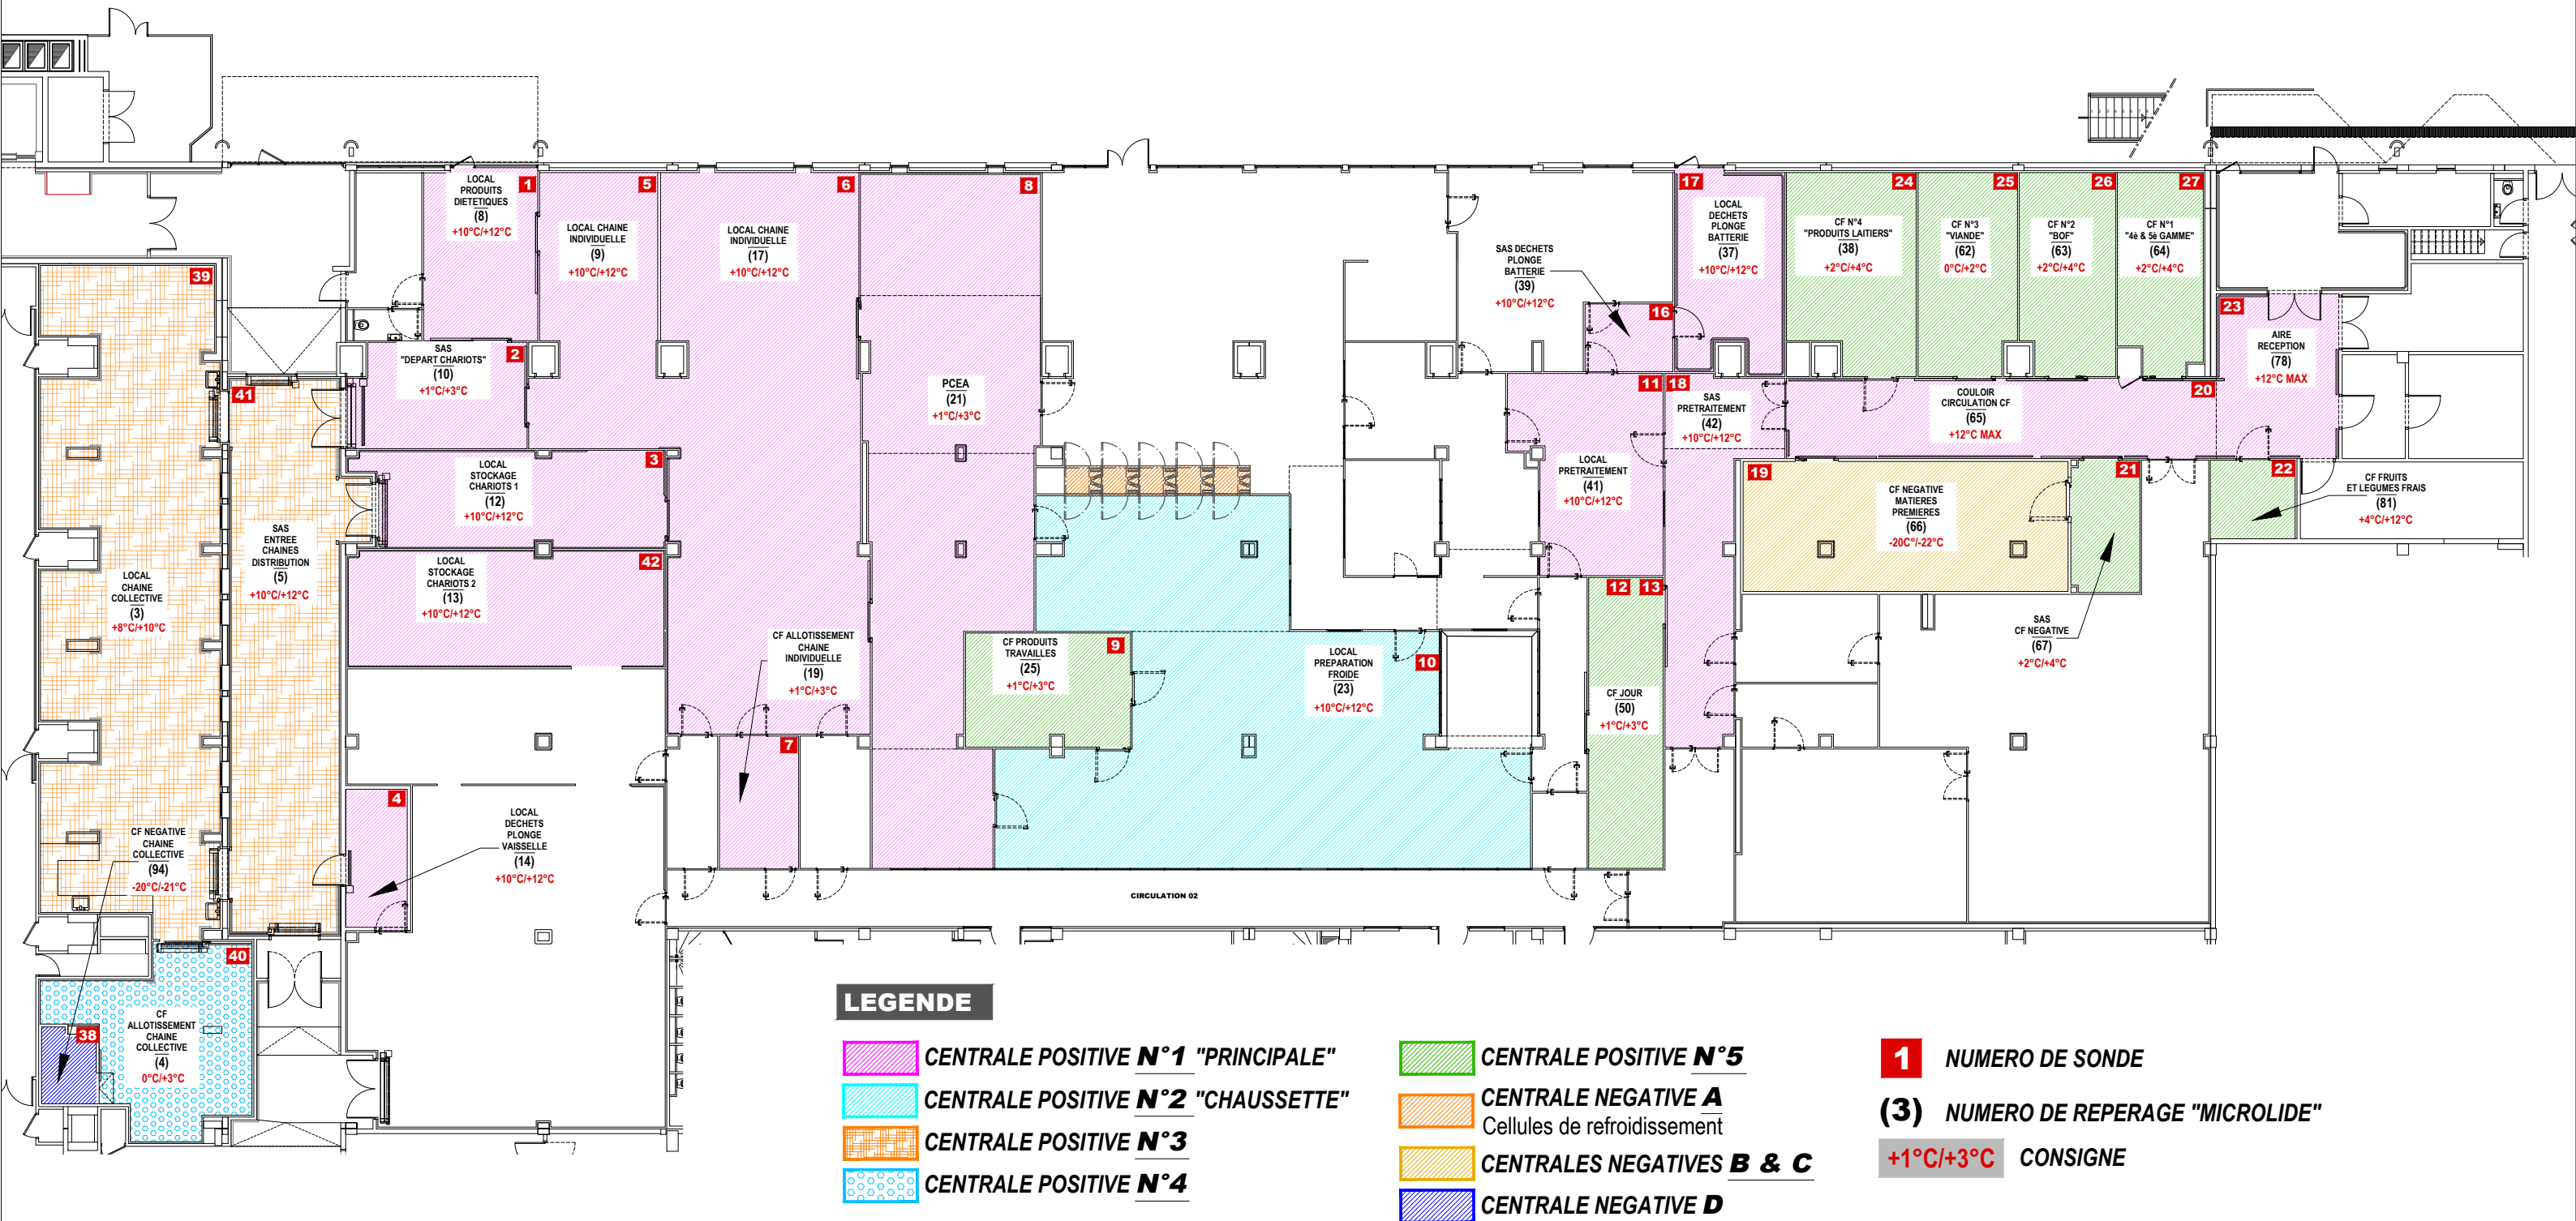 LOCAL
PRODUITS
DIETETIQUES
(8)
+10°C/+12°C
1
5
LOCAL CHAINE
INDIVIDUELLE
(9)
+10°C/+12°C
6
LOCAL CHAINE
INDIVIDUELLE
(17)
+10°C/+12°C
8
PCEA
(21)
+1°C/+3°C
SAS DECHETS
PLONGE
BATTERIE
(39)
+10°C/+12°C
16
17
LOCAL
DECHETS
PLONGE
BATTERIE
(37)
+10°C/+12°C
24
CF N°4
"PRODUITS LAITIERS"
(38)
+2°C/+4°C
25
CF N°3
"VIANDE"
(62)
0°C/+2°C
26
CF N°2
"BOF"
(63)
+2°C/+4°C
27
CF N°1
"4è & 5è GAMME"
(64)
+2°C/+4°C
23
AIRE
RECEPTION
(78)
+12°C MAX
39
41
SAS
"DEPART CHARIOTS"
(10)
+1°C/+3°C
2
11
18
SAS
PRETRAITEMENT
(42)
+10°C/+12°C
COULOIR
CIRCULATION CF
(65)
+12°C MAX
20
LOCAL
STOCKAGE
CHARIOTS 1
(12)
+10°C/+12°C
3
LOCAL
PRETRAITEMENT
(41)
+10°C/+12°C
19
CF NEGATIVE
MATIERES
PREMIERES
(66)
-20C°/-22°C
21
22
CF FRUITS
ET LEGUMES FRAIS
(81)
+4°C/+12°C
SAS
ENTREE
CHAINES
DISTRIBUTION
(5)
+10°C/+12°C
LOCAL
CHAINE
COLLECTIVE
(3)
+8°C/+10°C
LOCAL
STOCKAGE
CHARIOTS 2
(13)
+10°C/+12°C
42
12
13
SAS
CF NEGATIVE
(67)
+2°C/+4°C
CF ALLOTISSEMENT
CHAINE
INDIVIDUELLE
(19)
+1°C/+3°C
7
CF PRODUITS
TRAVAILLES
(25)
+1°C/+3°C
9
LOCAL
PREPARATION
FROIDE
(23)
+10°C/+12°C
10
CF JOUR
(50)
+1°C/+3°C
4
LOCAL
DECHETS
PLONGE
VAISSELLE
(14)
+10°C/+12°C
CF NEGATIVE
CHAINE
COLLECTIVE
(94)
-20°C/-21°C
CIRCULATION 02
40
38
CF
ALLOTISSEMENT
CHAINE
COLLECTIVE
(4)
0°C/+3°C
LEGENDE
CENTRALE POSITIVE N°1 "PRINCIPALE"
CENTRALE POSITIVE N°2 "CHAUSSETTE"
CENTRALE POSITIVE N°3
CENTRALE POSITIVE N°4
CENTRALE POSITIVE N°5
CENTRALE NEGATIVE A
Cellules de refroidissement
CENTRALES NEGATIVES B & C
CENTRALE NEGATIVE D
1 NUMERO DE SONDE
(3) NUMERO DE REPERAGE "MICROLIDE"
+1°C/+3°C CONSIGNE